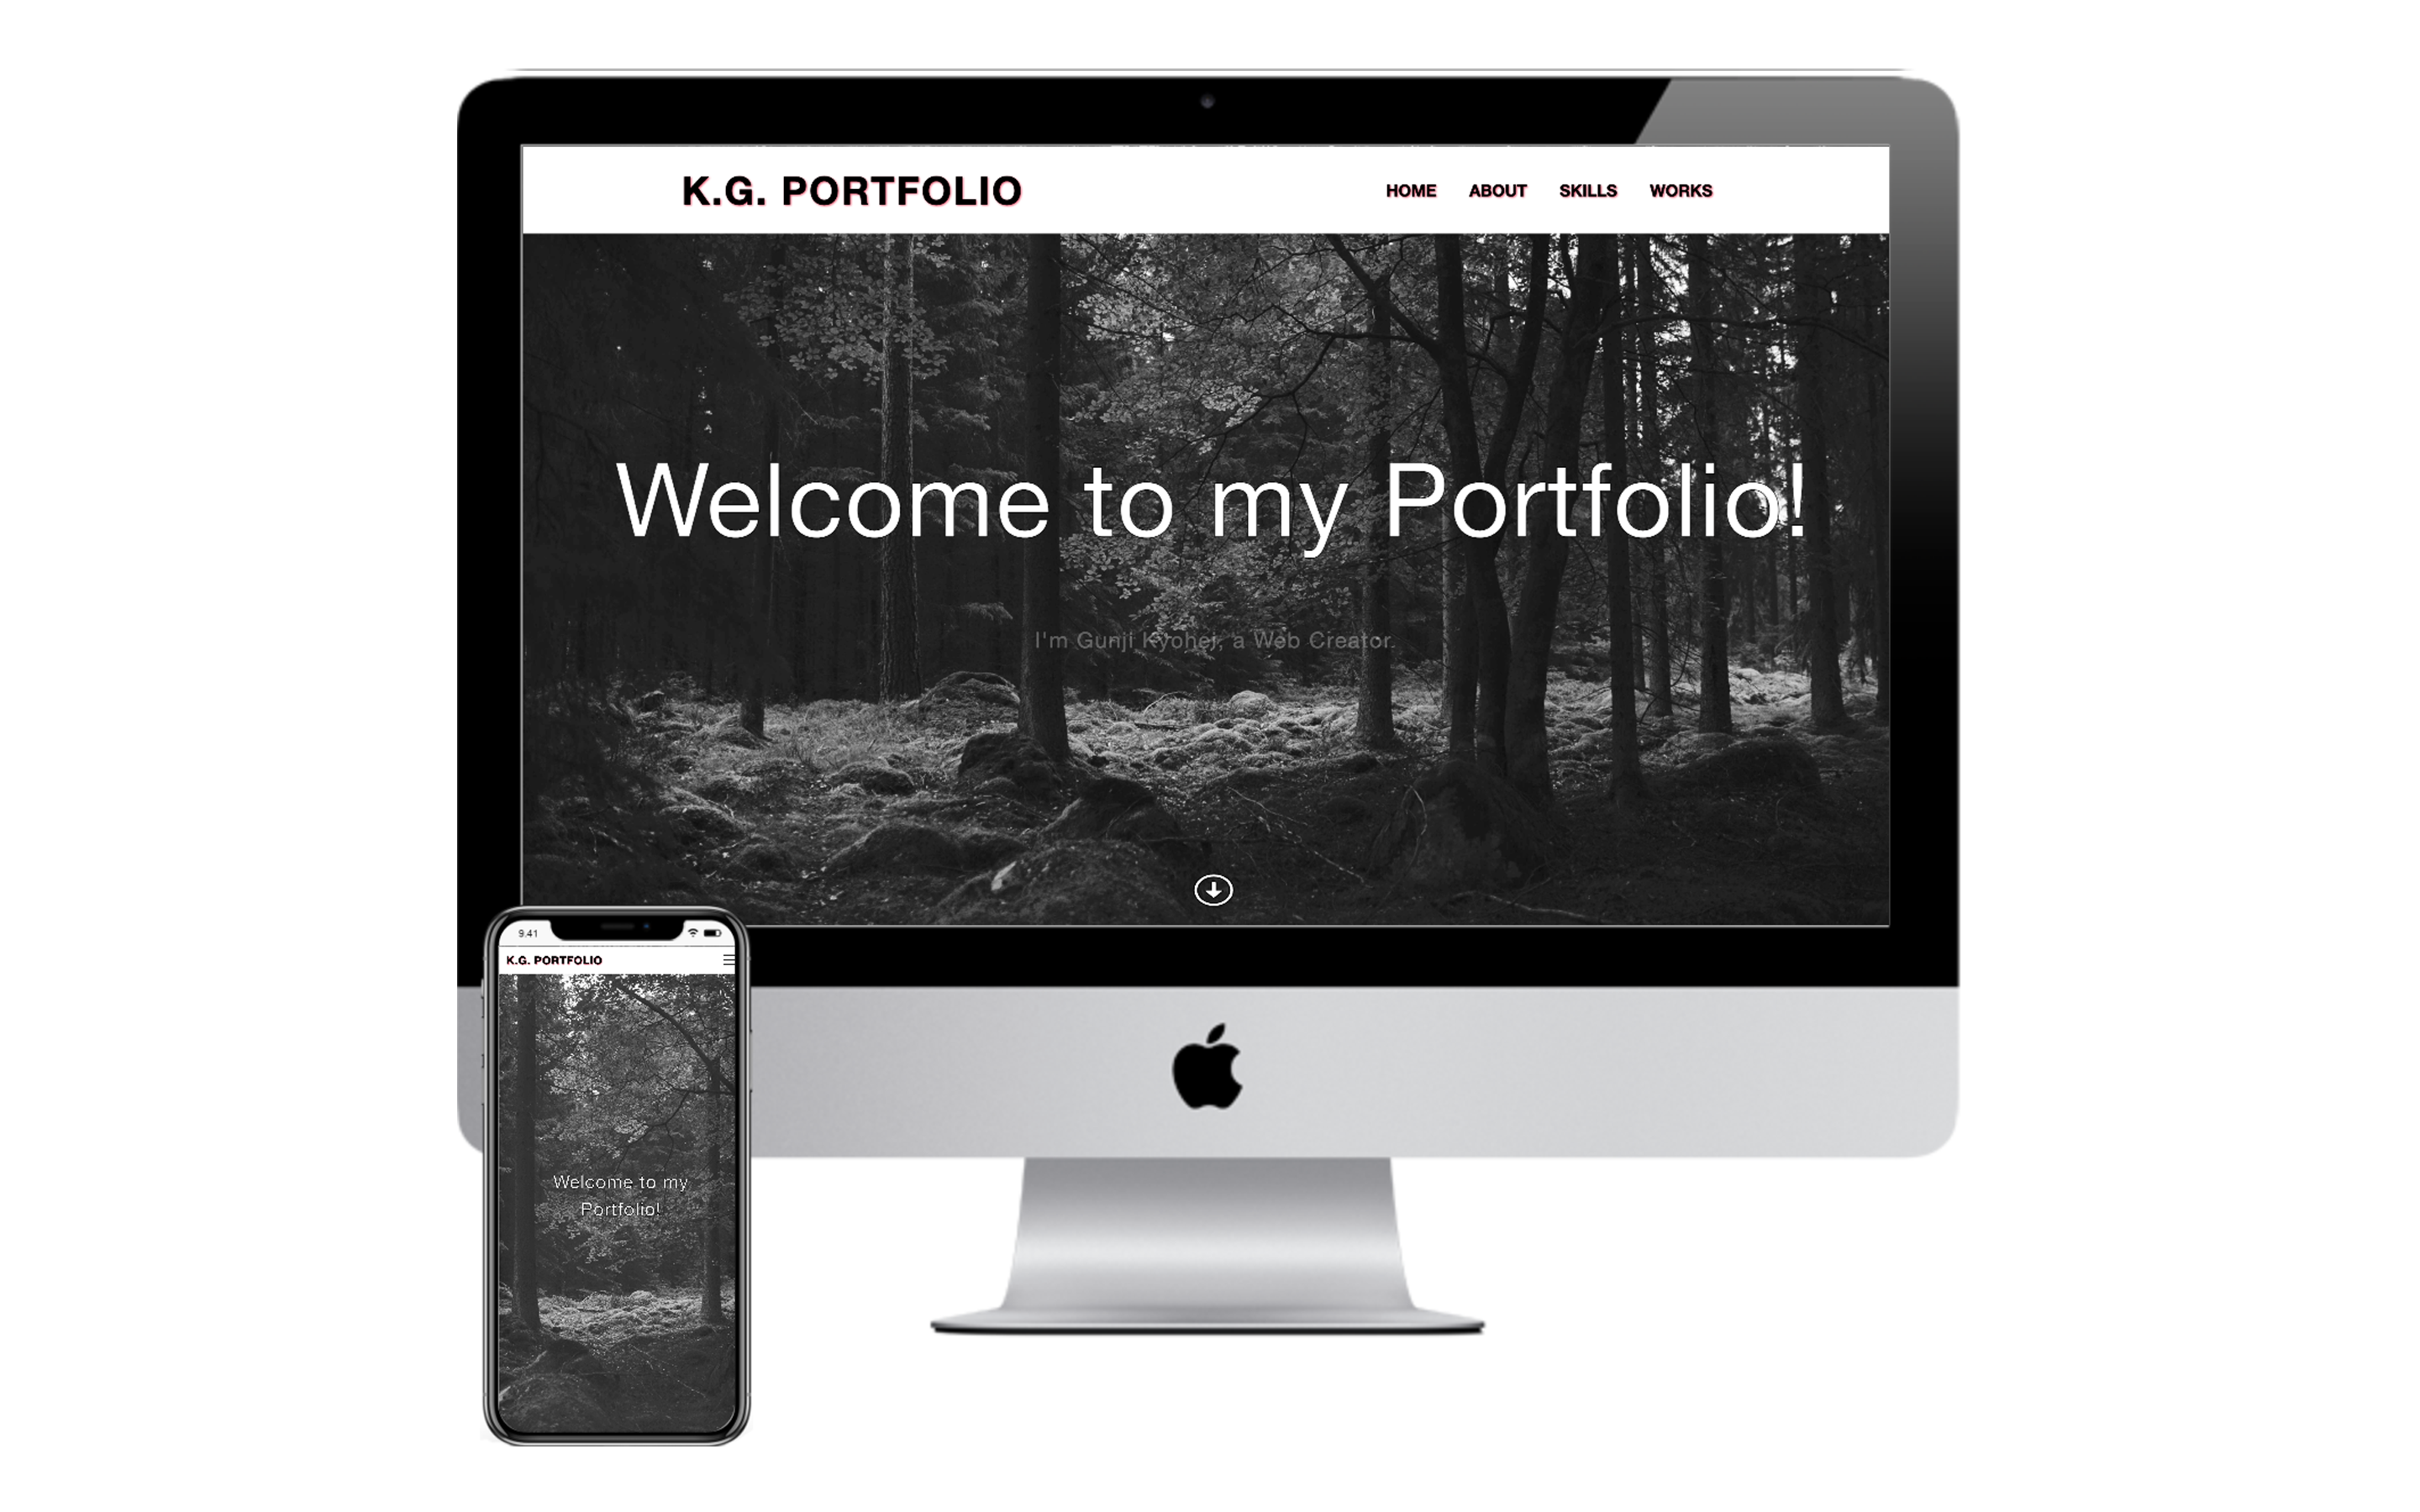 K.G. PORTFOLIO
HOME ABOUT SKILLS WORKS
Welcome to my Portfolio!
I'm Gunji Kyohei, a Web Creator.
9.41
K.G. PORTFOLIO
Welcome to my
Portfolio!